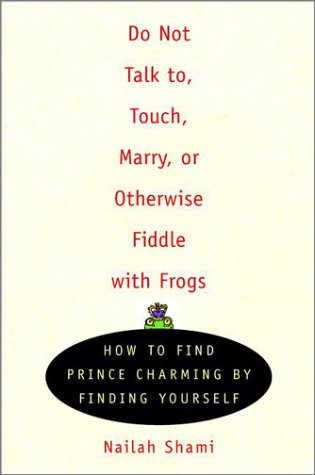 Do Not
Talk to,
Touch,
Marry, or
Otherwise
Fiddle
with Frogs
HOW TO FIND
PRINCE CHARMING BY
FINDING YOURSELF
Nailah Shami